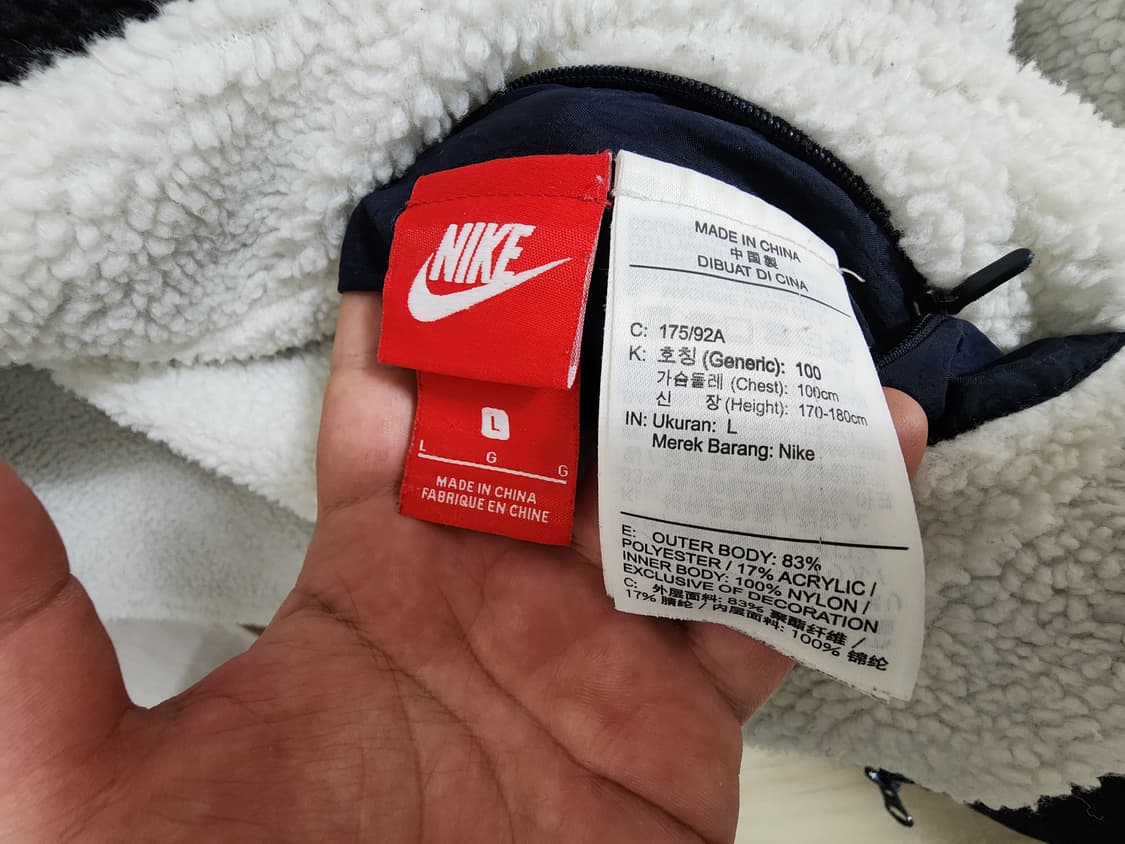 NIKE
L
L G G
MADE IN CHINA
FABRIQUE EN CHINE
MADE IN CHINA
中国製
DIBUAT DI CINA
C: 175/92A
K: 호칭 (Generic): 100
가슴둘레 (Chest): 100cm
신 장 (Height): 170-180cm
IN: Ukuran: L
Merek Barang: Nike
E: OUTER BODY: 83%
POLYESTER / 17% ACRYLIC /
INNER BODY: 100% NYLON /
EXCLUSIVE OF DECORATION
C: 外层面料: 83% 聚酯纤维 /
17% 腈纶 / 内层面料: 100% 锦纶